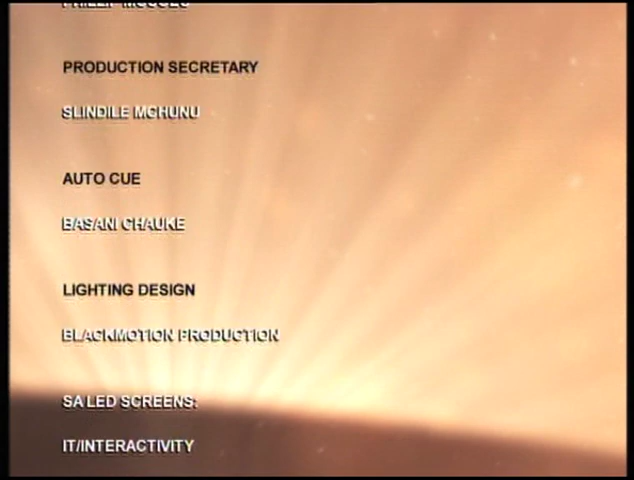 PRODUCTION SECRETARY
SLINDILE MCHUNU
AUTO CUE
BASANI CHAUKE
LIGHTING DESIGN
BLACKMOTION PRODUCTION
SA LED SCREENS:
IT/INTERACTIVITY